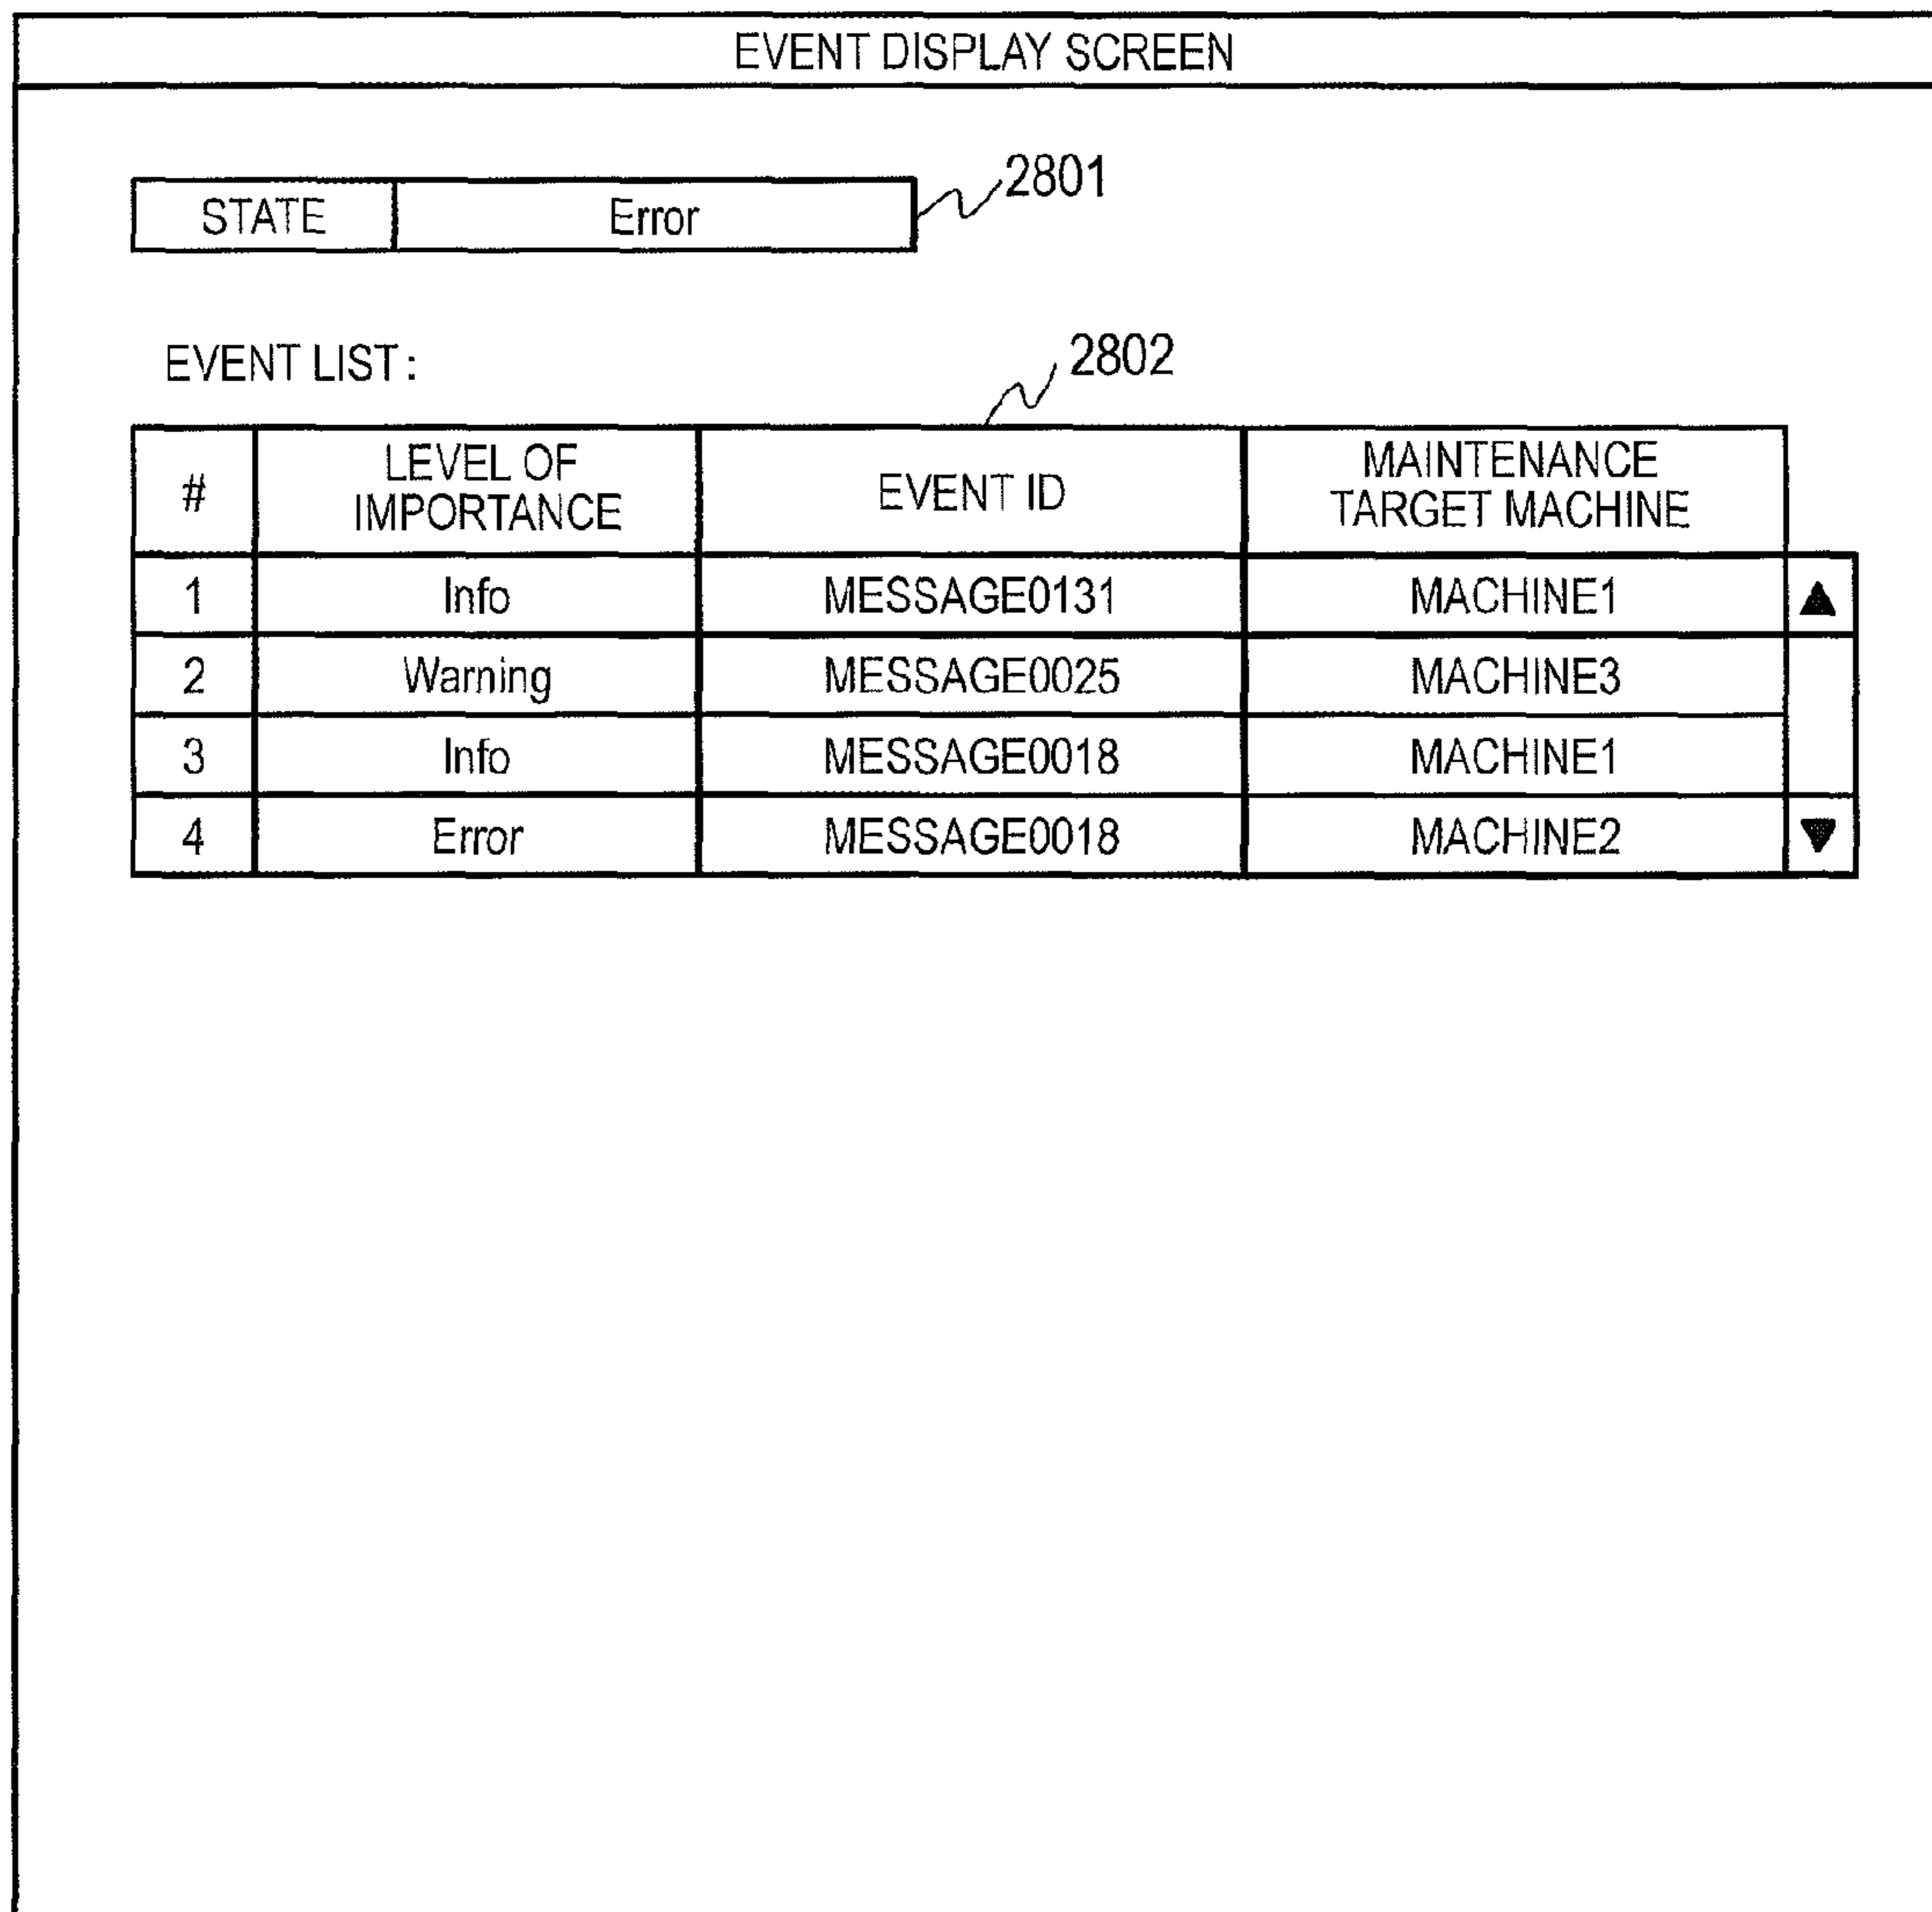 EVENT DISPLAY SCREEN
STATE Error 2801
EVENT LIST: 2802
# LEVEL OF IMPORTANCE EVENT ID MAINTENANCE TARGET MACHINE
1 Info MESSAGE0131 MACHINE1
2 Warning MESSAGE0025 MACHINE3
3 Info MESSAGE0018 MACHINE1
4 Error MESSAGE0018 MACHINE2